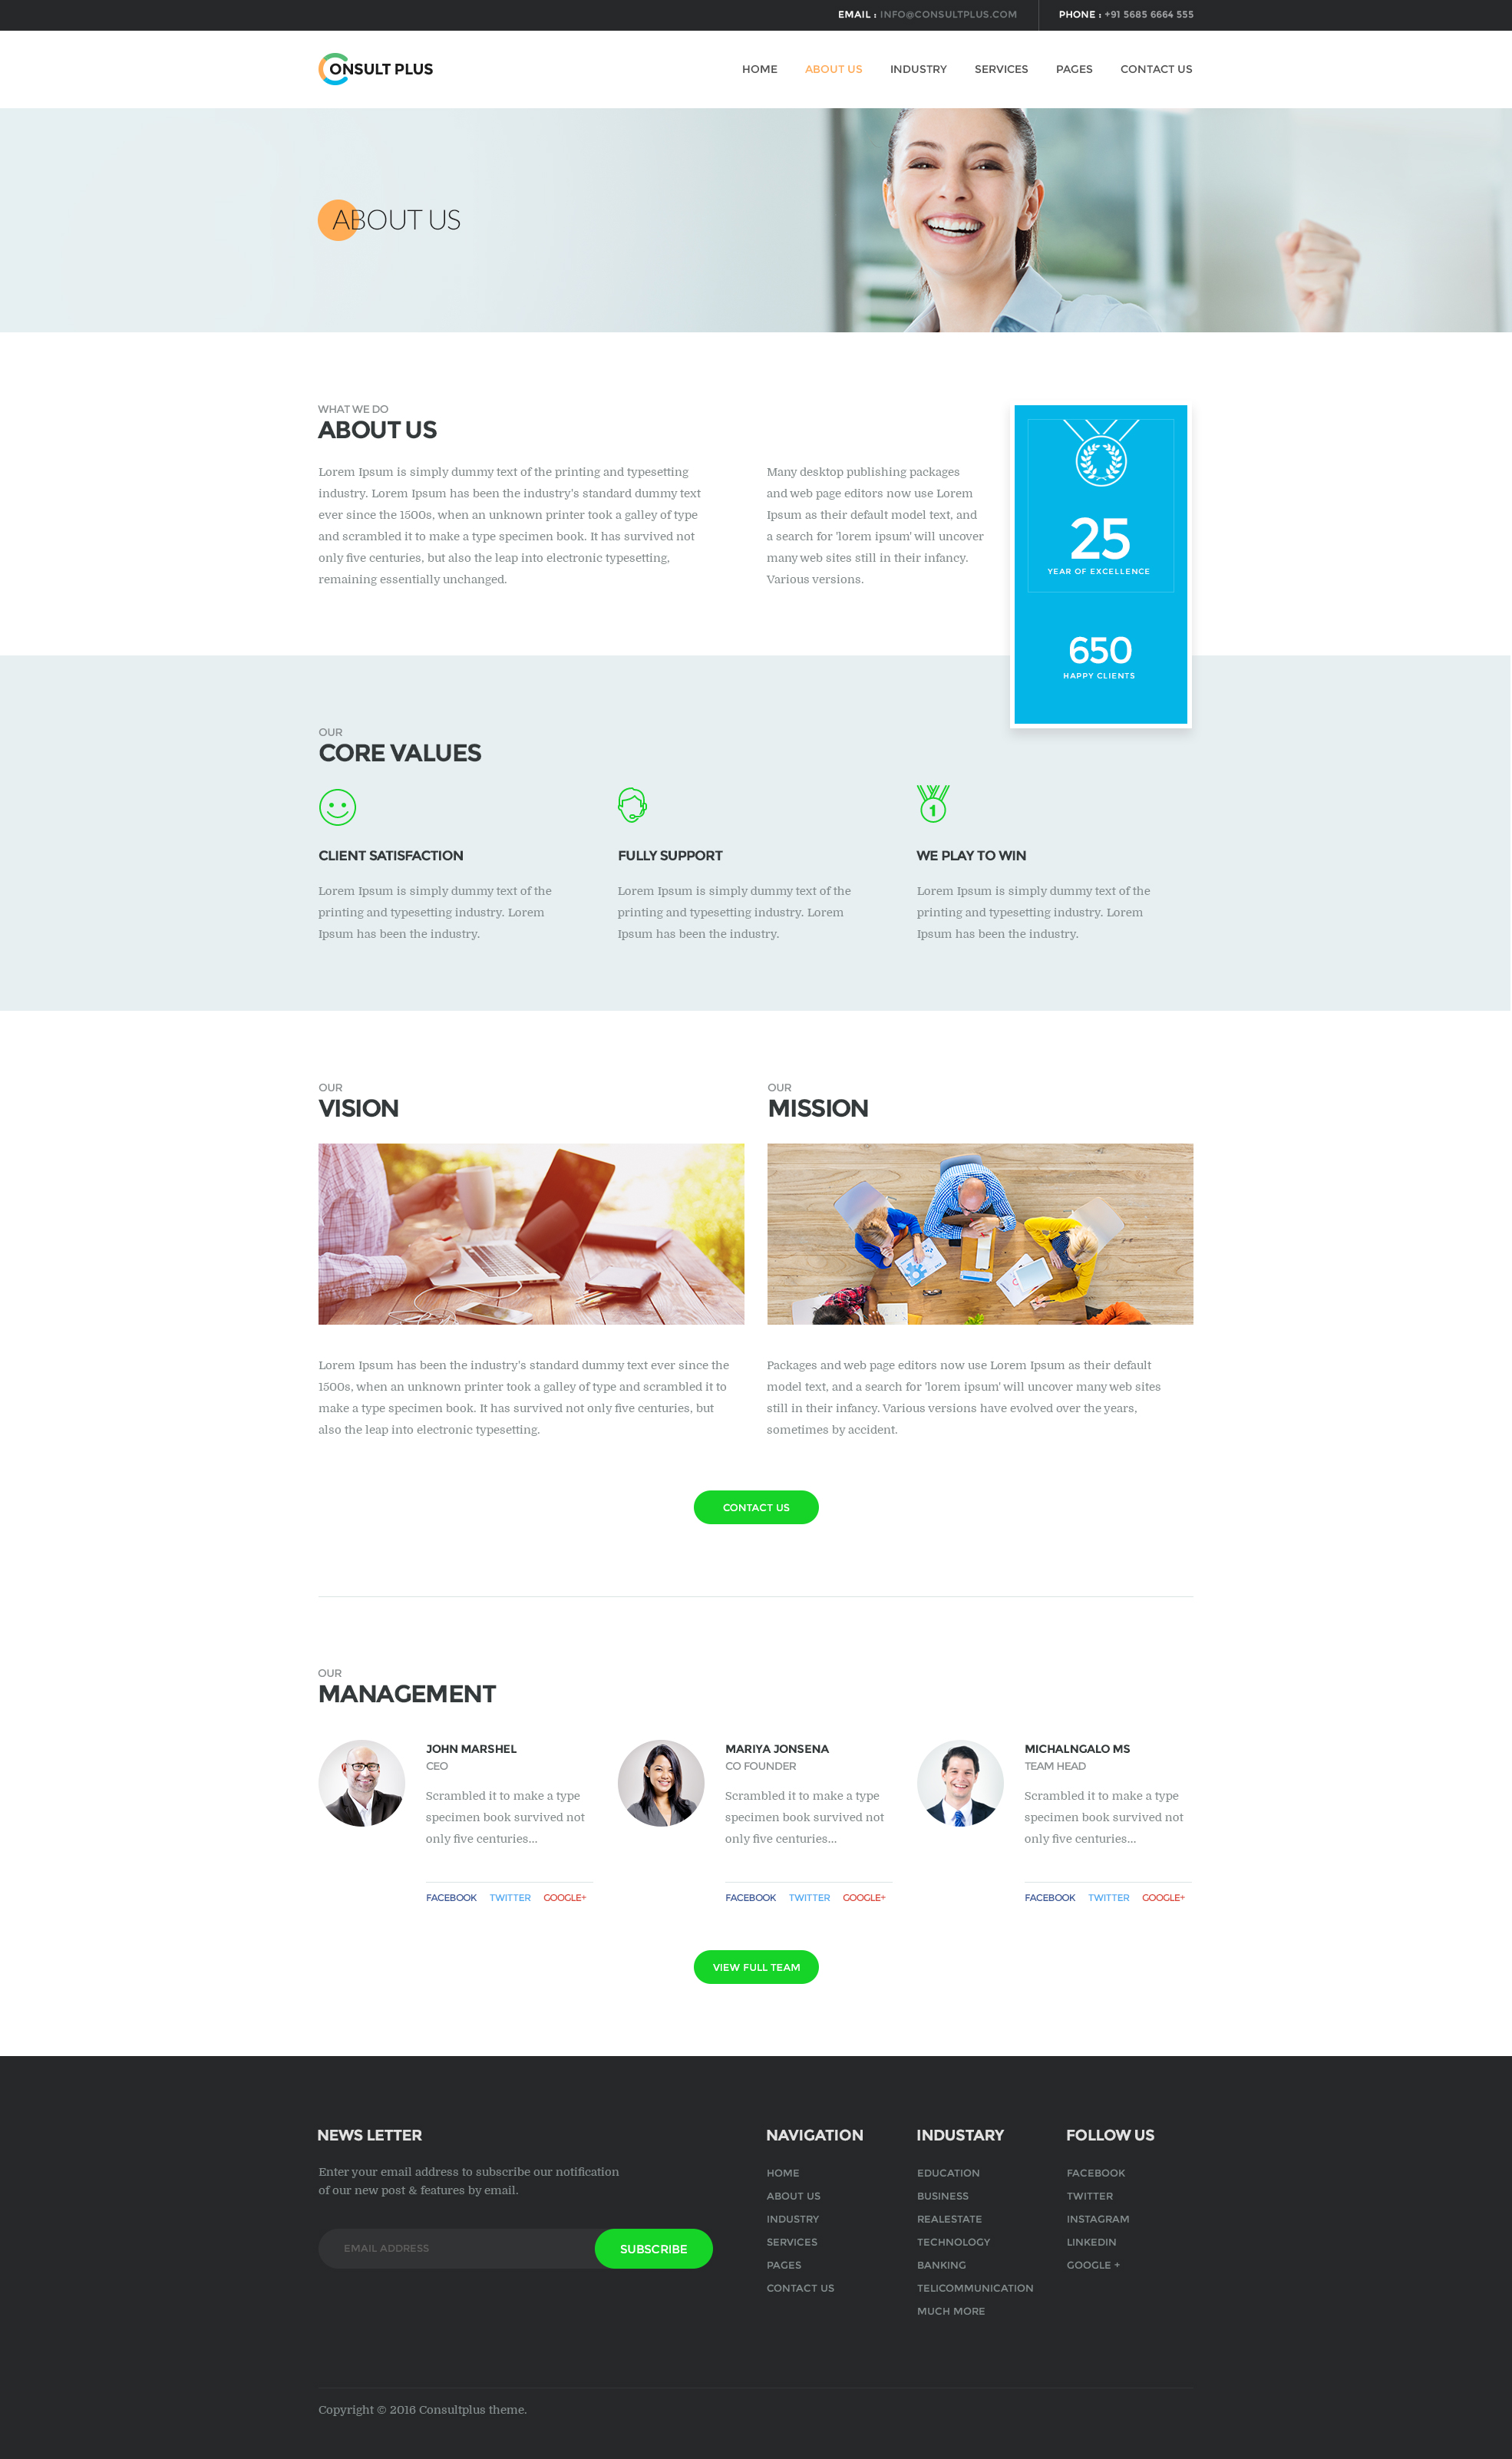 EMAIL : INFO@CONSULTPLUS.COM PHONE : +91 5685 6664 555
CONSULT PLUS HOME ABOUT US INDUSTRY SERVICES PAGES CONTACT US
ABOUT US
WHAT WE DO
ABOUT US
Lorem Ipsum is simply dummy text of the printing and typesetting
industry. Lorem Ipsum has been the industry's standard dummy text
ever since the 1500s, when an unknown printer took a galley of type
and scrambled it to make a type specimen book. It has survived not
only five centuries, but also the leap into electronic typesetting,
remaining essentially unchanged.
Many desktop publishing packages
and web page editors now use Lorem
Ipsum as their default model text, and
a search for 'lorem ipsum' will uncover
many web sites still in their infancy.
Various versions.
25
YEAR OF EXCELLENCE
650
HAPPY CLIENTS
OUR
CORE VALUES
1
CLIENT SATISFACTION
Lorem Ipsum is simply dummy text of the
printing and typesetting industry. Lorem
Ipsum has been the industry.
FULLY SUPPORT
Lorem Ipsum is simply dummy text of the
printing and typesetting industry. Lorem
Ipsum has been the industry.
WE PLAY TO WIN
Lorem Ipsum is simply dummy text of the
printing and typesetting industry. Lorem
Ipsum has been the industry.
OUR
VISION
Lorem Ipsum has been the industry's standard dummy text ever since the
1500s, when an unknown printer took a galley of type and scrambled it to
make a type specimen book. It has survived not only five centuries, but
also the leap into electronic typesetting.
OUR
MISSION
Packages and web page editors now use Lorem Ipsum as their default
model text, and a search for 'lorem ipsum' will uncover many web sites
still in their infancy. Various versions have evolved over the years,
sometimes by accident.
CONTACT US
OUR
MANAGEMENT
JOHN MARSHEL
CEO
Scrambled it to make a type
specimen book survived not
only five centuries...
FACEBOOK TWITTER GOOGLE+
MARIYA JONSENA
CO FOUNDER
Scrambled it to make a type
specimen book survived not
only five centuries...
FACEBOOK TWITTER GOOGLE+
MICHALNGALO MS
TEAM HEAD
Scrambled it to make a type
specimen book survived not
only five centuries...
FACEBOOK TWITTER GOOGLE+
VIEW FULL TEAM
NEWS LETTER
Enter your email address to subscribe our notification
of our new post & features by email.
EMAIL ADDRESS SUBSCRIBE
NAVIGATION
HOME
ABOUT US
INDUSTRY
SERVICES
PAGES
CONTACT US
INDUSTARY
EDUCATION
BUSINESS
REALESTATE
TECHNOLOGY
BANKING
TELICOMMUNICATION
MUCH MORE
FOLLOW US
FACEBOOK
TWITTER
INSTAGRAM
LINKEDIN
GOOGLE +
Copyright © 2016 Consultplus theme.